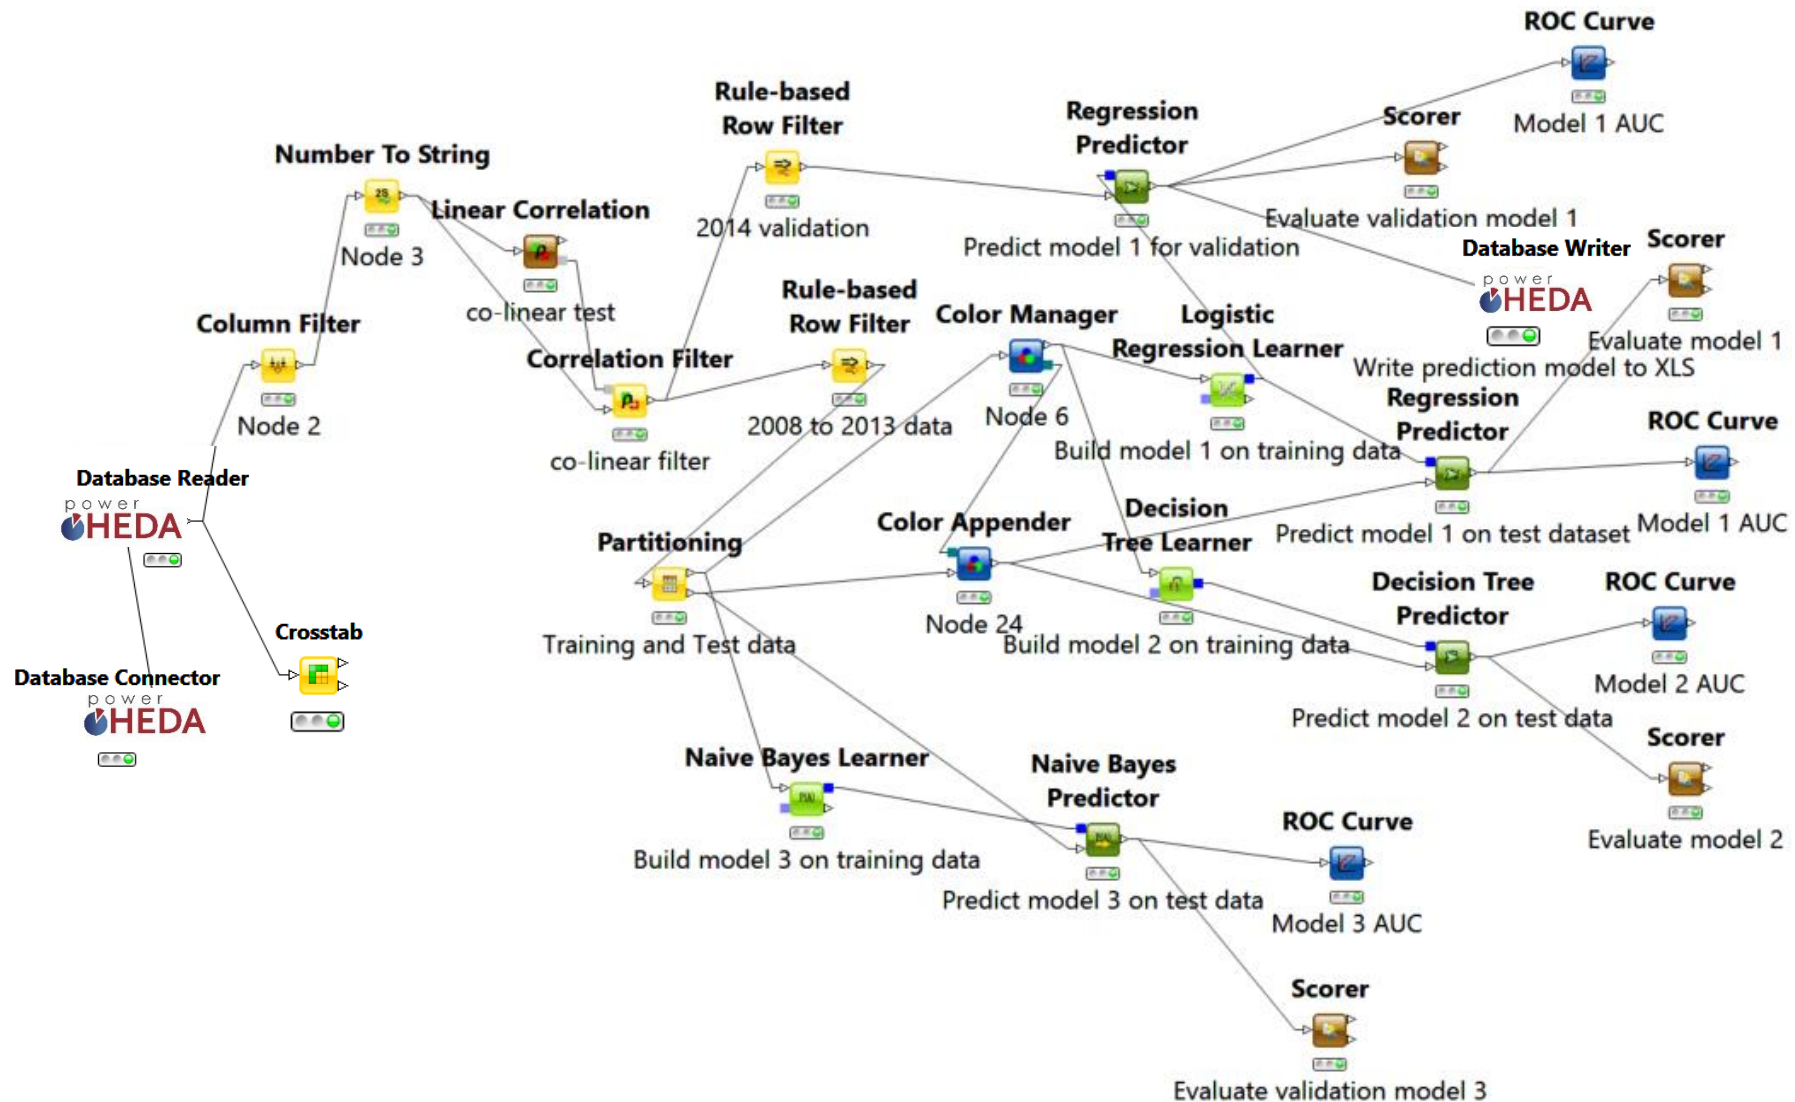 ROC Curve
Model 1 AUC
Rule-based
Row Filter
2014 validation
Regression
Predictor
Predict model 1 for validation
Scorer
Evaluate validation model 1
Number To String
2S
Node 3
Linear Correlation
co-linear test
Database Writer
power
HEDA
Write prediction model to XLS
Scorer
Evaluate model 1
Column Filter
Node 2
Correlation Filter
co-linear filter
Rule-based
Row Filter
2008 to 2013 data
Color Manager
Node 6
Logistic
Regression Learner
Build model 1 on training data
Regression
Predictor
Predict model 1 on test dataset
ROC Curve
Model 1 AUC
Database Reader
power
HEDA
Partitioning
Training and Test data
Color Appender
Node 24
Decision
Tree Learner
Build model 2 on training data
Decision Tree
Predictor
Predict model 2 on test data
ROC Curve
Model 2 AUC
Crosstab
Database Connector
power
HEDA
Scorer
Evaluate model 2
Naive Bayes Learner
Build model 3 on training data
Naive Bayes
Predictor
Predict model 3 on test data
ROC Curve
Model 3 AUC
Scorer
Evaluate validation model 3